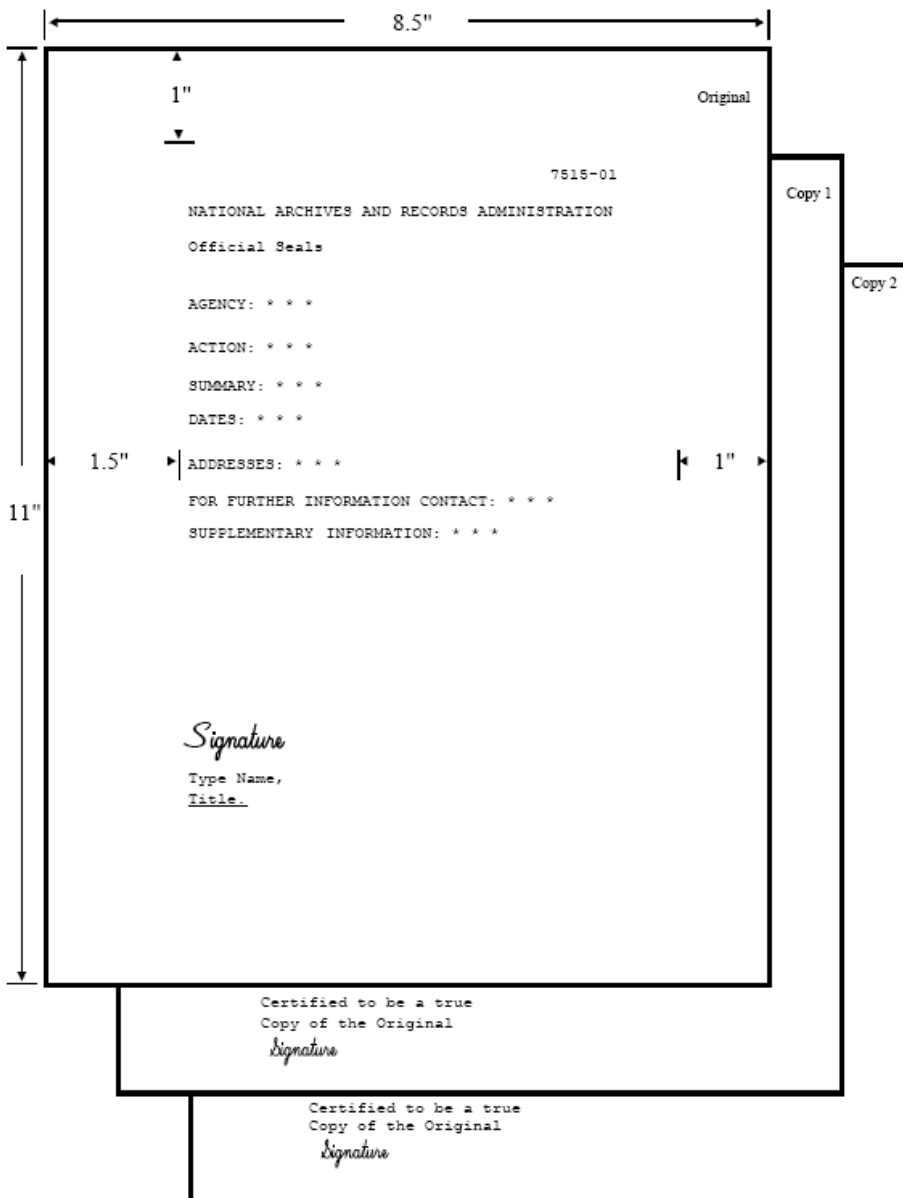 8.5"
1"
Original
7515-01
Copy 1
NATIONAL ARCHIVES AND RECORDS ADMINISTRATION
Official Seals
Copy 2
AGENCY: * * *
ACTION: * * *
SUMMARY: * * *
DATES: * * *
1.5"
ADDRESSES: * * *
1"
FOR FURTHER INFORMATION CONTACT: * * *
11"
SUPPLEMENTARY INFORMATION: * * *
Signature
Type Name,
Title.
Certified to be a true
Copy of the Original
Signature
Certified to be a true
Copy of the Original
Signature